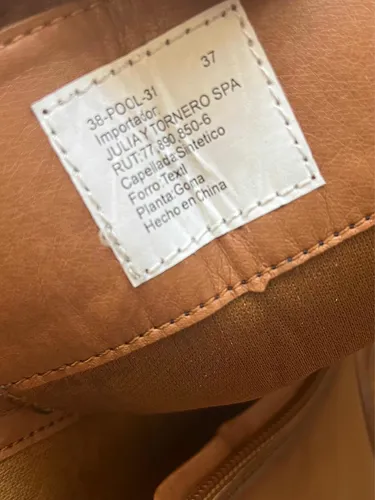 38-POOL-31 37
Importador:
JULIA Y TORNERO SPA
RUT:77.890.850-6
Capellada:Sintetico
Forro:Textil
Planta:Goma
Hecho en China